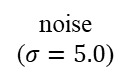 noise
(σ = 5.0)